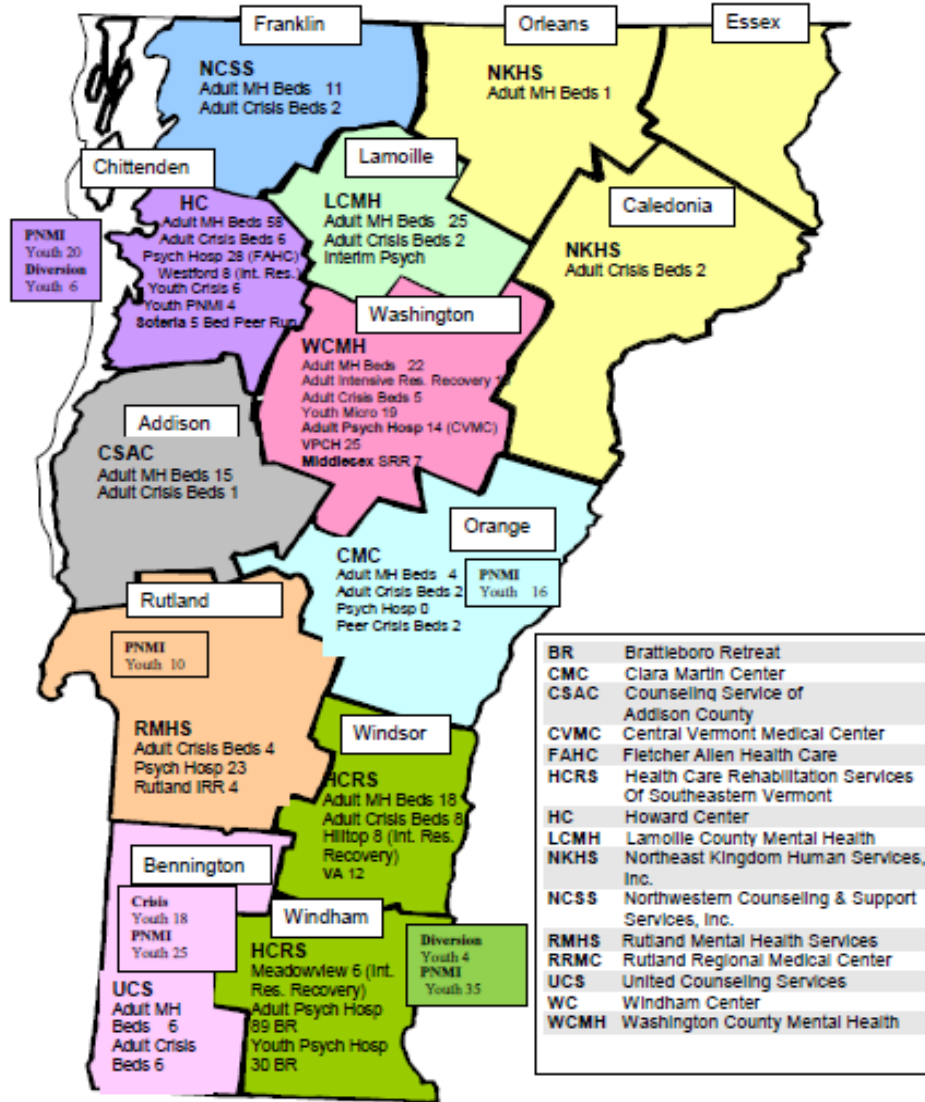 Franklin
Orleans
Essex
NCSS
Adult MH Beds 11
Adult Crisis Beds 2
NKHS
Adult MH Beds 1
Chittenden
Lamoille
HC
Adult MH Beds 58
Adult Crisis Beds 6
Psych Hosp 28 (FAHC)
Westford 8 (Int. Res.
Youth Crisis 6
Youth PNMI 4
Soteria 5 Bed Peer Run
PNMI
Youth 20
Diversion
Youth 6
LCMH
Adult MH Beds 25
Adult Crisis Beds 2
Interim Psych
Caledonia
NKHS
Adult Crisis Beds 2
Washington
WCMH
Adult MH Beds 22
Adult Intensive Res. Recovery
Adult Crisis Beds 5
Youth Micro 19
Adult Psych Hosp 14 (CVMC)
VPCH 25
Middlesex SRR 7
Addison
CSAC
Adult MH Beds 15
Adult Crisis Beds 1
Orange
CMC
Adult MH Beds 4
Adult Crisis Beds 2
Psych Hosp 0
Peer Crisis Beds 2
PNMI
Youth 16
Rutland
PNMI
Youth 10
RMHS
Adult Crisis Beds 4
Psych Hosp 23
Rutland IRR 4
Windsor
HCRS
Adult MH Beds 18
Adult Crisis Beds 8
Hilltop 8 (Int. Res.
Recovery)
VA 12
Bennington
Crisis
Youth 18
PNMI
Youth 25
UCS
Adult MH
Beds 6
Adult Crisis
Beds 6
Windham
HCRS
Meadowview 6 (Int.
Res. Recovery)
Adult Psych Hosp
89 BR
Youth Psych Hosp
30 BR
Diversion
Youth 4
PNMI
Youth 35
BR Brattleboro Retreat
CMC Clara Martin Center
CSAC Counseling Service of
Addison County
CVMC Central Vermont Medical Center
FAHC Fletcher Allen Health Care
HCRS Health Care Rehabilitation Services
Of Southeastern Vermont
HC Howard Center
LCMH Lamoille County Mental Health
NKHS Northeast Kingdom Human Services,
Inc.
NCSS Northwestern Counseling & Support
Services, Inc.
RMHS Rutland Mental Health Services
RRMC Rutland Regional Medical Center
UCS United Counseling Services
WC Windham Center
WCMH Washington County Mental Health